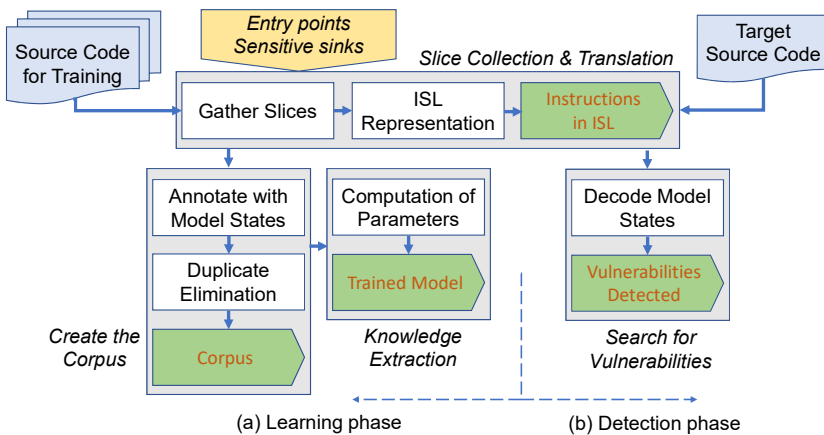 Source Code
for Training
Entry points
Sensitive sinks
Target
Source Code
Slice Collection & Translation
Gather Slices
ISL
Representation
Instructions
in ISL
Annotate with
Model States
Duplicate
Elimination
Corpus
Create the
Corpus
Computation of
Parameters
Trained Model
Knowledge
Extraction
Decode Model
States
Vulnerabilities
Detected
Search for
Vulnerabilities
(a) Learning phase
(b) Detection phase